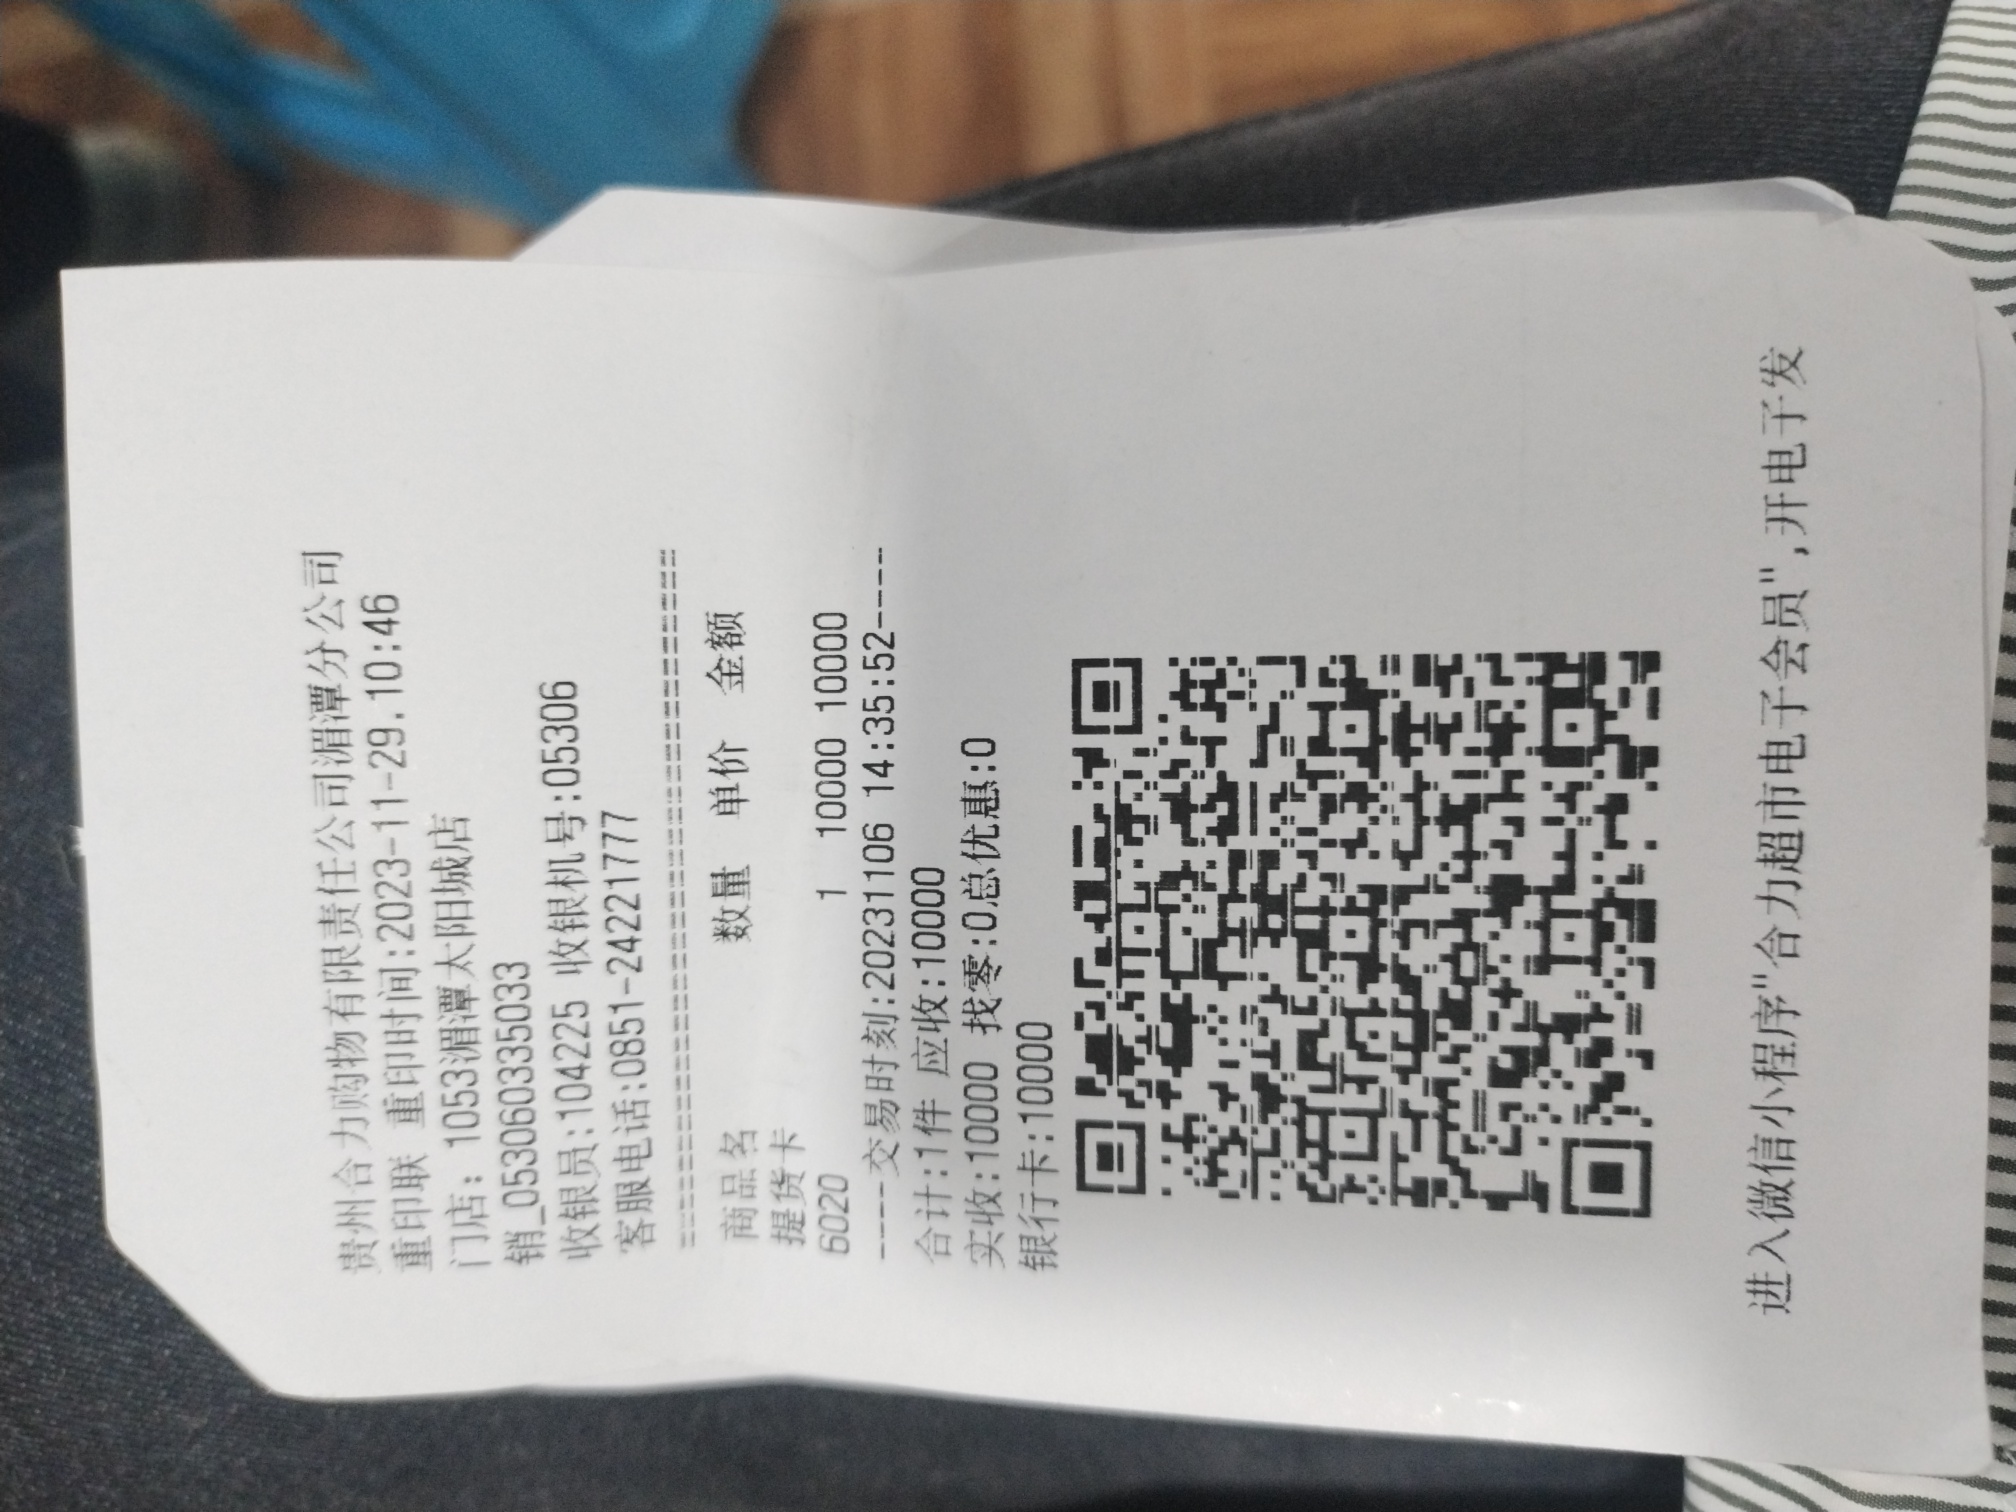 贵州合力购物有限责任公司湄潭分公司
重印联 重印时间:2023-11-29.10:46
门店: 1053湄潭太阳城店
销_05306033​5033
收银员:104225 收银机号:05306
客服电话:0851-24221777
商品名 数量 单价 金额
提货卡
6020 1 10000 10000
----交易时刻:20231106 14:35:52----
合计:1件 应收:10000
实收:10000 找零:0总优惠:0
银行卡:10000
进入微信小程序"合力超市电子会员",开电子发